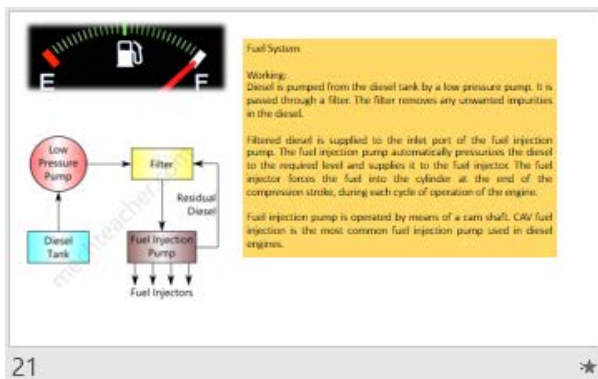 E
F
Fuel System
Working:
Diesel is pumped from the diesel tank by a low pressure pump. It is
passed through a filter. The filter removes any unwanted impurities
in the diesel.
Filtered diesel is supplied to the inlet port of the fuel injection
pump. The fuel injection pump automatically pressurizes the diesel
to the required level and supplies it to the fuel injector. The fuel
injector forces the fuel into the cylinder at the end of the
compression stroke, during each cycle of operation of the engine.
Fuel injection pump is operated by means of a cam shaft. CAV fuel
injection is the most common fuel injection pump used in diesel
engines.
Low
Pressure
Pump
Filter
Residual
Diesel
Diesel
Tank
Fuel Injection
Pump
Fuel Injectors
mechteacher.com
21